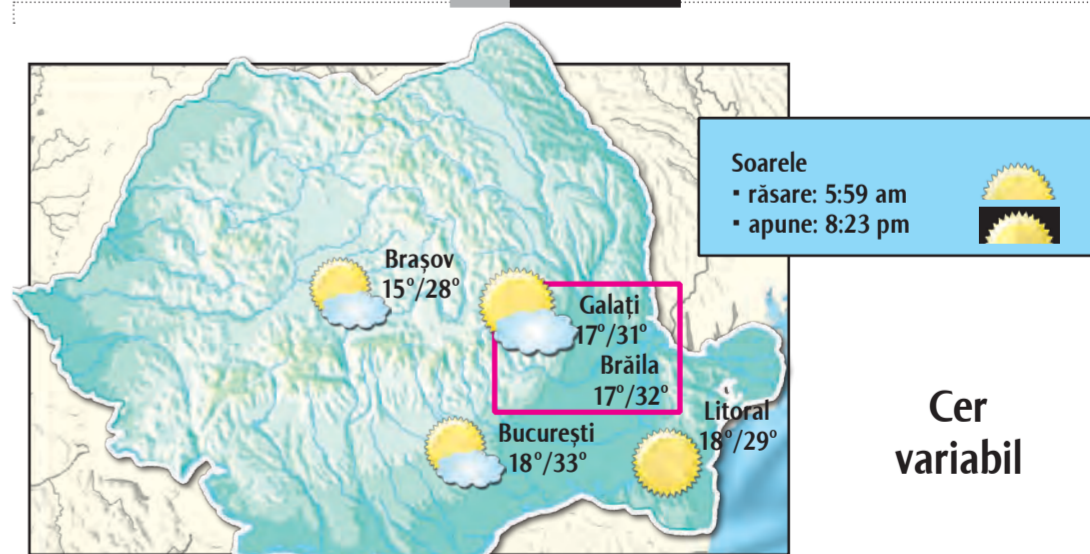 Soarele
▪ răsare: 5:59 am
▪ apune: 8:23 pm
Brașov
15°/28°
Galați
17°/31°
Brăila
17°/32°
Litoral
18°/29°
București
18°/33°
Cer
variabil